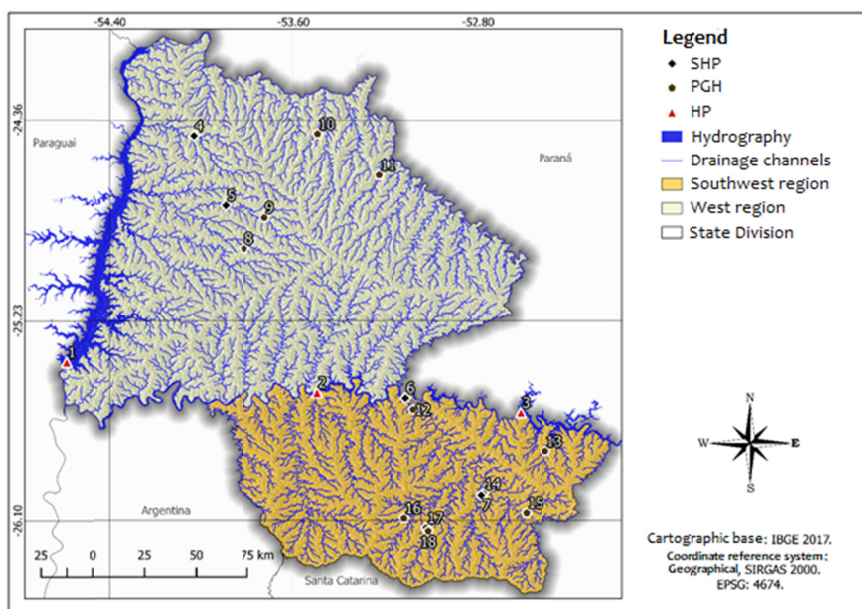 -54.40 -53.60 -52.80
-24.36
-25.23
-26.10
Paraguai
Paraná
Argentina
Santa Catarina
4
10
11
5
9
8
1
2
6
3
12
13
14
7
15
16
17
18
25 0 25 50 75 km
Legend
SHP
PGH
HP
Hydrography
Drainage channels
Southwest region
West region
State Division
N
W E
S
Cartographic base: IBGE 2017.
Coordinate reference system:
Geographical, SIRGAS 2000.
EPSG: 4674.